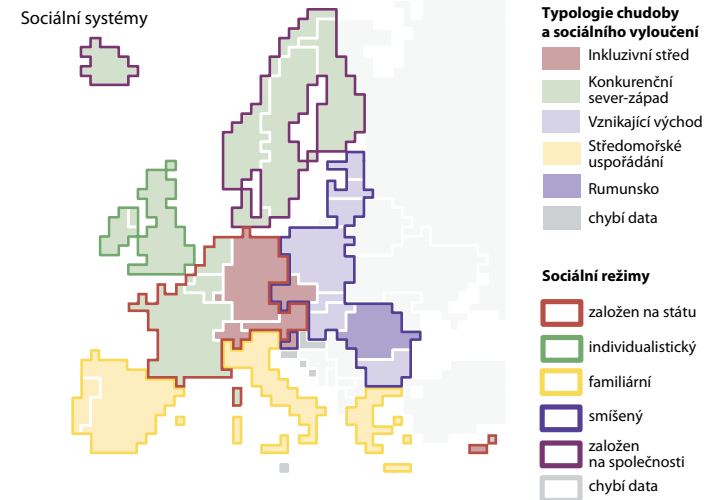 Sociální systémy
Typologie chudoby
a sociálního vyloučení
Inkluzivní střed
Konkurenční
sever-západ
Vznikající východ
Středomořské
uspořádání
Rumunsko
chybí data
Sociální režimy
založen na státu
individualistický
familiární
smíšený
založen
na společnosti
chybí data